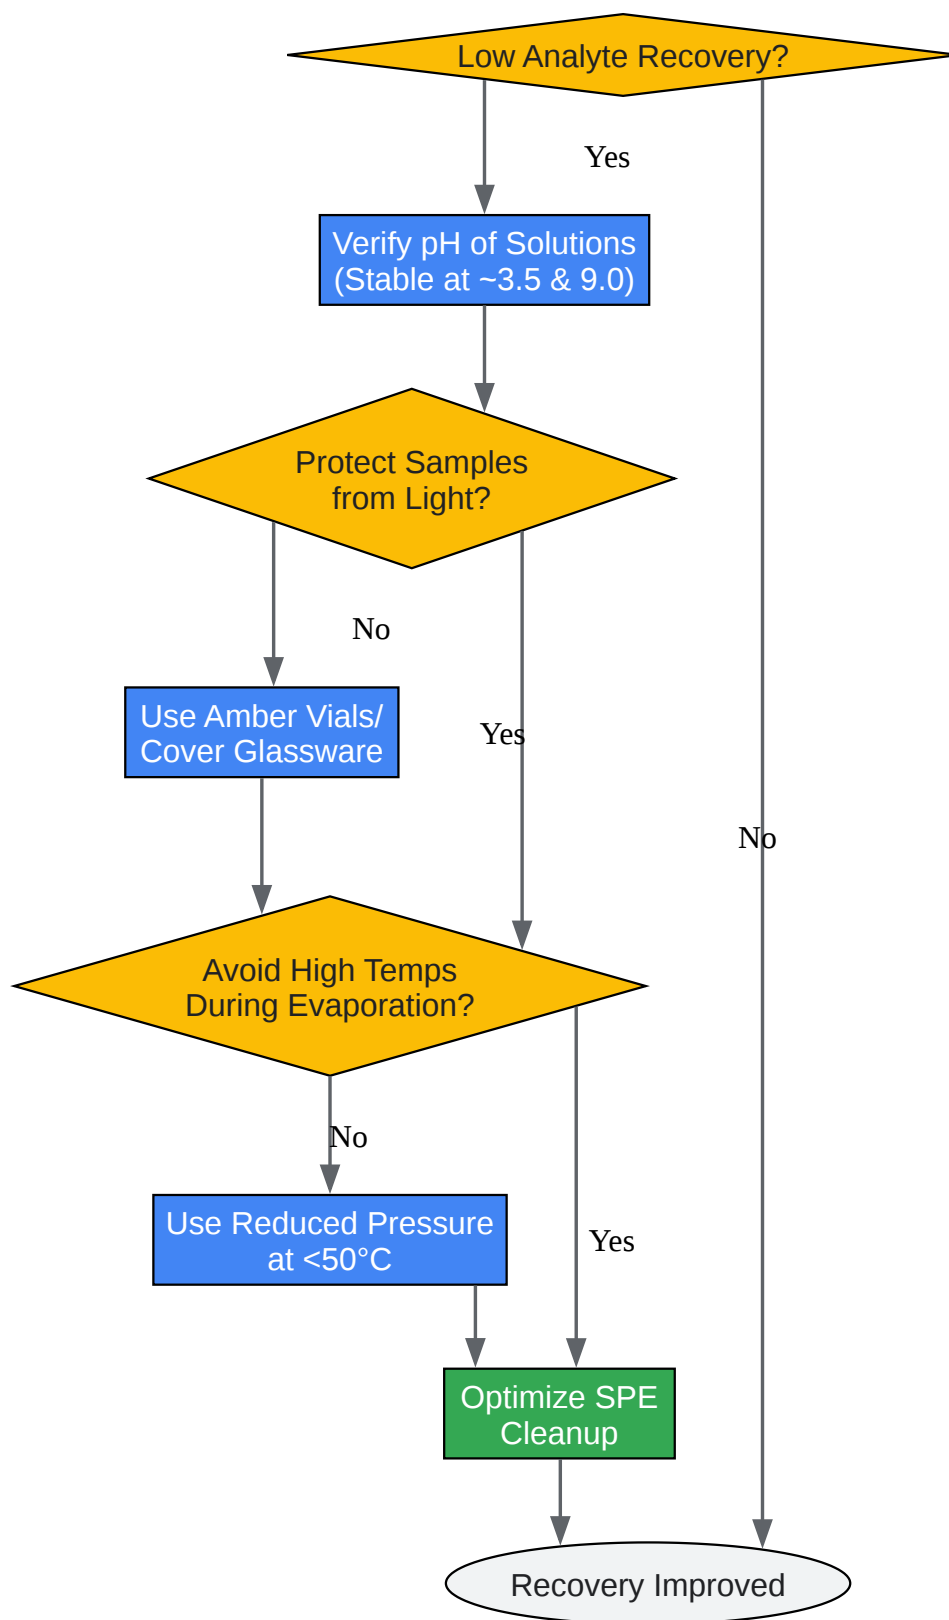 Low Analyte Recovery?
Yes
Verify pH of Solutions
(Stable at ~3.5 & 9.0)
Protect Samples
from Light?
No
Use Amber Vials/
Cover Glassware
Yes
No
Avoid High Temps
During Evaporation?
No
Use Reduced Pressure
at <50°C
Yes
Optimize SPE
Cleanup
Recovery Improved